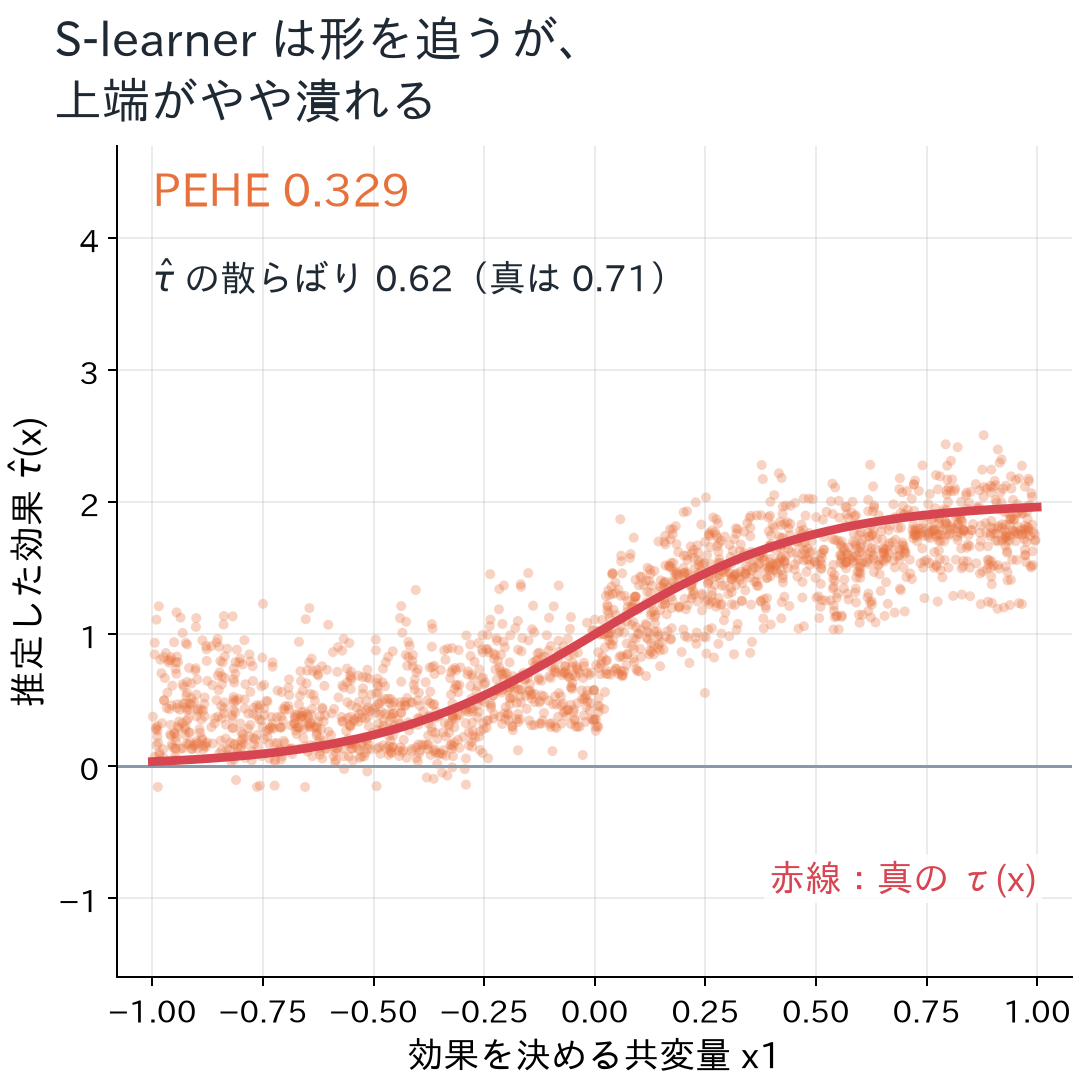 S-learner は形を追うが、
上端がやや潰れる
PEHE 0.329
τ̂ の散らばり 0.62（真は 0.71）
推定した効果 τ̂(x)
4
3
2
1
0
−1
赤線：真の τ(x)
−1.00 −0.75 −0.50 −0.25 0.00 0.25 0.50 0.75 1.00
効果を決める共変量 x1